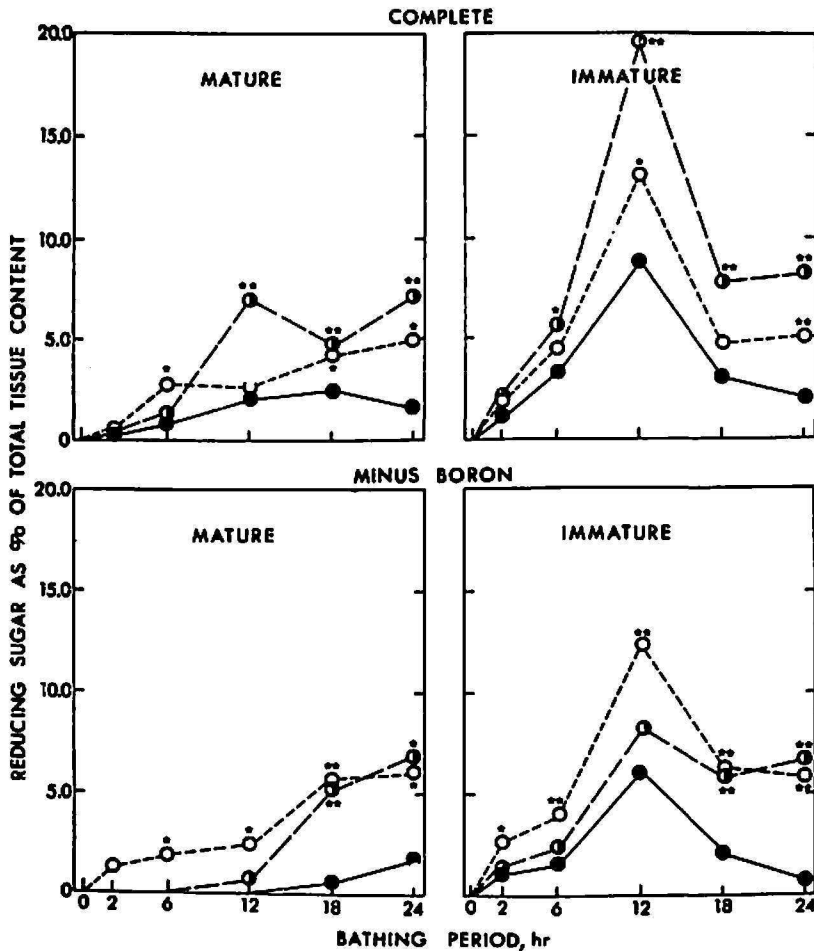 COMPLETE
20.0
MATURE
IMMATURE
15.0
10.0
5.0
0
** ** ** * * *
** * * ** ** **
REDUCING SUGAR AS % OF TOTAL TISSUE CONTENT
MINUS BORON
20.0
MATURE
IMMATURE
15.0
10.0
5.0
0
* * ** ** * *
* ** ** ** ** ** **
0 2 6 12 18 24
0 2 6 12 18 24
BATHING PERIOD, hr